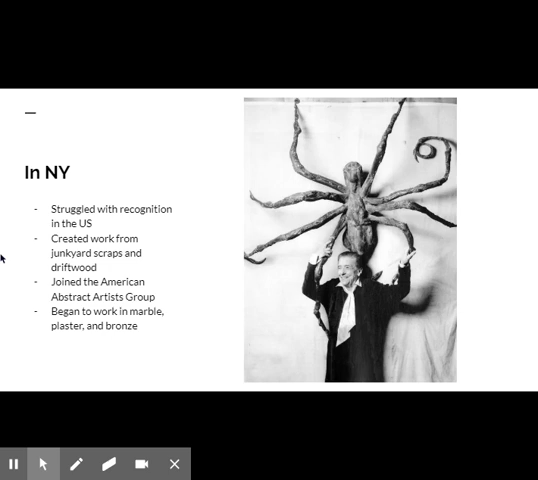 In NY
- Struggled with recognition
in the US
- Created work from
junkyard scraps and
driftwood
- Joined the American
Abstract Artists Group
- Began to work in marble,
plaster, and bronze